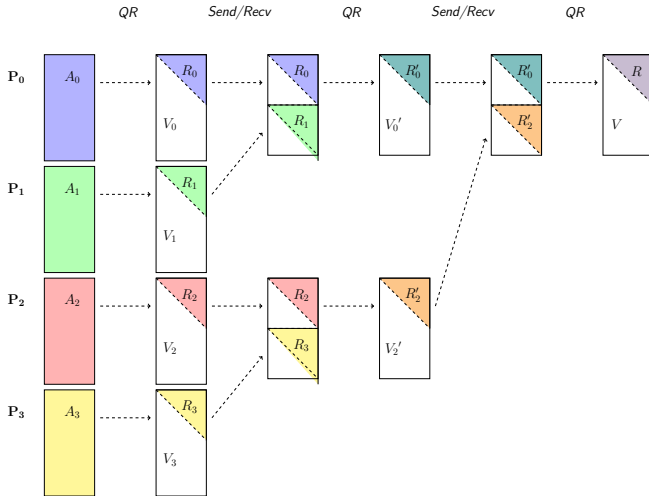 QR Send/Recv QR Send/Recv QR
P₀ A₀ R₀ R₀ R′₀ R′₀ R
V₀ R₁ V₀′ R′₂ V
P₁ A₁ R₁
V₁
P₂ A₂ R₂ R₂ R′₂
V₂ R₃ V₂′
P₃ A₃ R₃
V₃